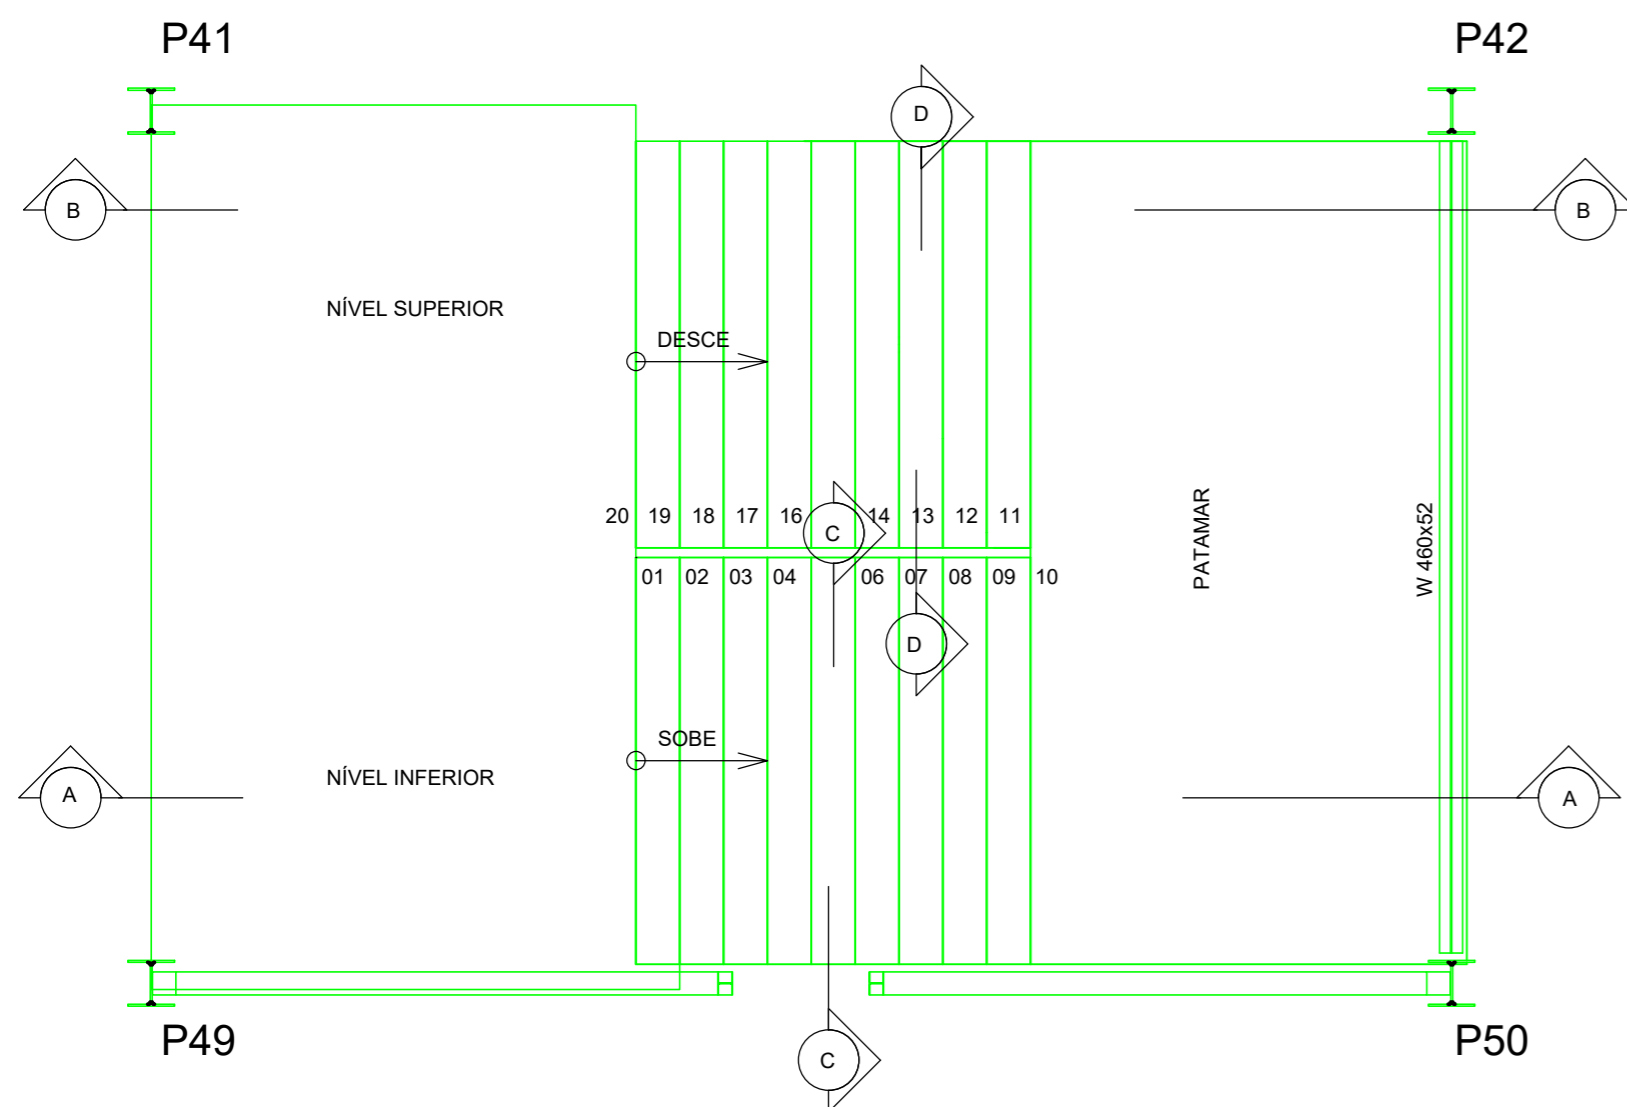 P41
P42
D
B
B
NÍVEL SUPERIOR
DESCE
20 19 18 17 16 14 13 12 11
C
PATAMAR
W 460x52
01 02 03 04 06 07 08 09 10
D
SOBE
NÍVEL INFERIOR
A
A
P49
P50
C